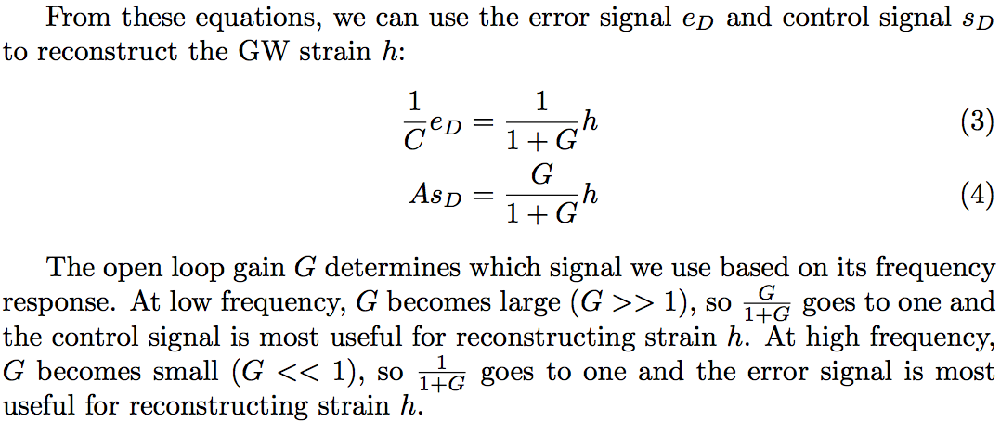 From these equations, we can use the error signal e_D and control signal s_D
to reconstruct the GW strain h:
\frac{1}{C} e_D = \frac{1}{1+G} h (3)
As_D = \frac{G}{1+G} h (4)
The open loop gain G determines which signal we use based on its frequency
response. At low frequency, G becomes large (G >> 1), so \frac{G}{1+G} goes to one and
the control signal is most useful for reconstructing strain h. At high frequency,
G becomes small (G << 1), so \frac{1}{1+G} goes to one and the error signal is most
useful for reconstructing strain h.